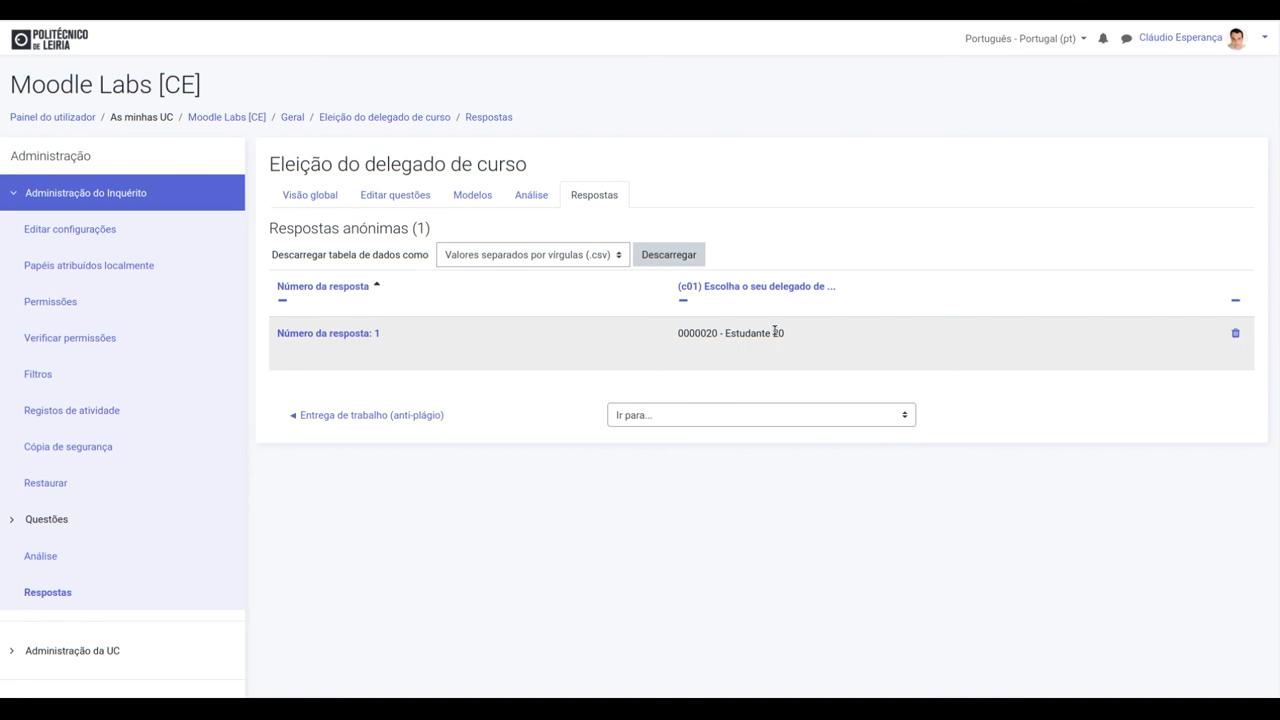 POLITÉCNICO
DE LEIRIA
Português - Portugal (pt)
Cláudio Esperança
Moodle Labs [CE]
Painel do utilizador / As minhas UC / Moodle Labs [CE] / Geral / Eleição do delegado de curso / Respostas
Administração
Administração do Inquérito
Editar configurações
Papéis atribuídos localmente
Permissões
Verificar permissões
Filtros
Registos de atividade
Cópia de segurança
Restaurar
Questões
Análise
Respostas
Administração da UC
Eleição do delegado de curso
Visão global
Editar questões
Modelos
Análise
Respostas
Respostas anónimas (1)
Descarregar tabela de dados como
Valores separados por vírgulas (.csv)
Descarregar
Número da resposta
(c01) Escolha o seu delegado de ...
Número da resposta: 1
0000020 - Estudante 20
◄ Entrega de trabalho (anti-plágio)
Ir para...